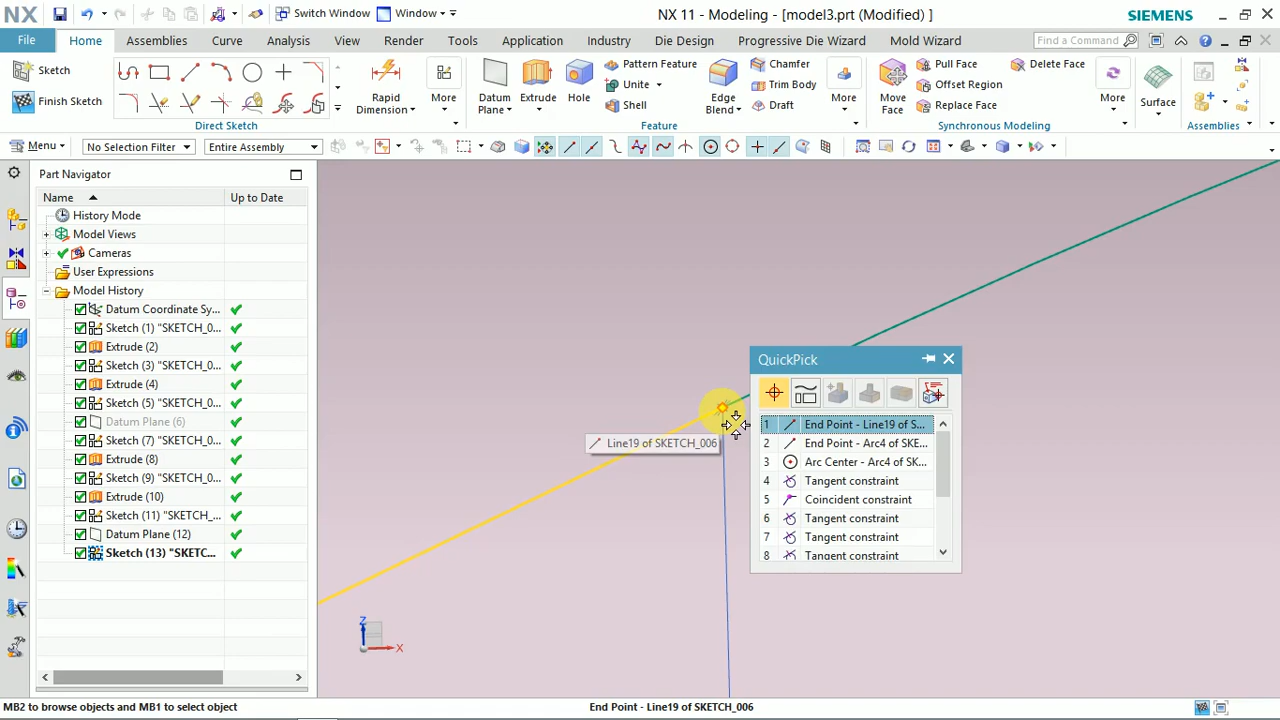 NX Switch Window Window NX 11 - Modeling - [model3.prt (Modified) ] SIEMENS
File Home Assemblies Curve Analysis View Render Tools Application Industry Die Design Progressive Die Wizard Mold Wizard Find a Command
Sketch
Finish Sketch
Direct Sketch
Rapid Dimension
More
Datum Plane
Extrude
Hole
Pattern Feature
Unite
Shell
Edge Blend
Chamfer
Trim Body
Draft
More
Feature
Move Face
Pull Face
Offset Region
Replace Face
Delete Face
More
Synchronous Modeling
Surface
Assemblies
Menu No Selection Filter Entire Assembly
Part Navigator
Name Up to Date
History Mode
Model Views
Cameras
User Expressions
Model History
Datum Coordinate Sy...
Sketch (1) "SKETCH_0...
Extrude (2)
Sketch (3) "SKETCH_0...
Extrude (4)
Sketch (5) "SKETCH_0...
Datum Plane (6)
Sketch (7) "SKETCH_0...
Extrude (8)
Sketch (9) "SKETCH_0...
Extrude (10)
Sketch (11) "SKETCH_...
Datum Plane (12)
Sketch (13) "SKETC...
Line19 of SKETCH_006
QuickPick
1 End Point - Line19 of S...
2 End Point - Arc4 of SKE...
3 Arc Center - Arc4 of SK...
4 Tangent constraint
5 Coincident constraint
6 Tangent constraint
7 Tangent constraint
8 Tangent constraint
Z
X
MB2 to browse objects and MB1 to select object End Point - Line19 of SKETCH_006